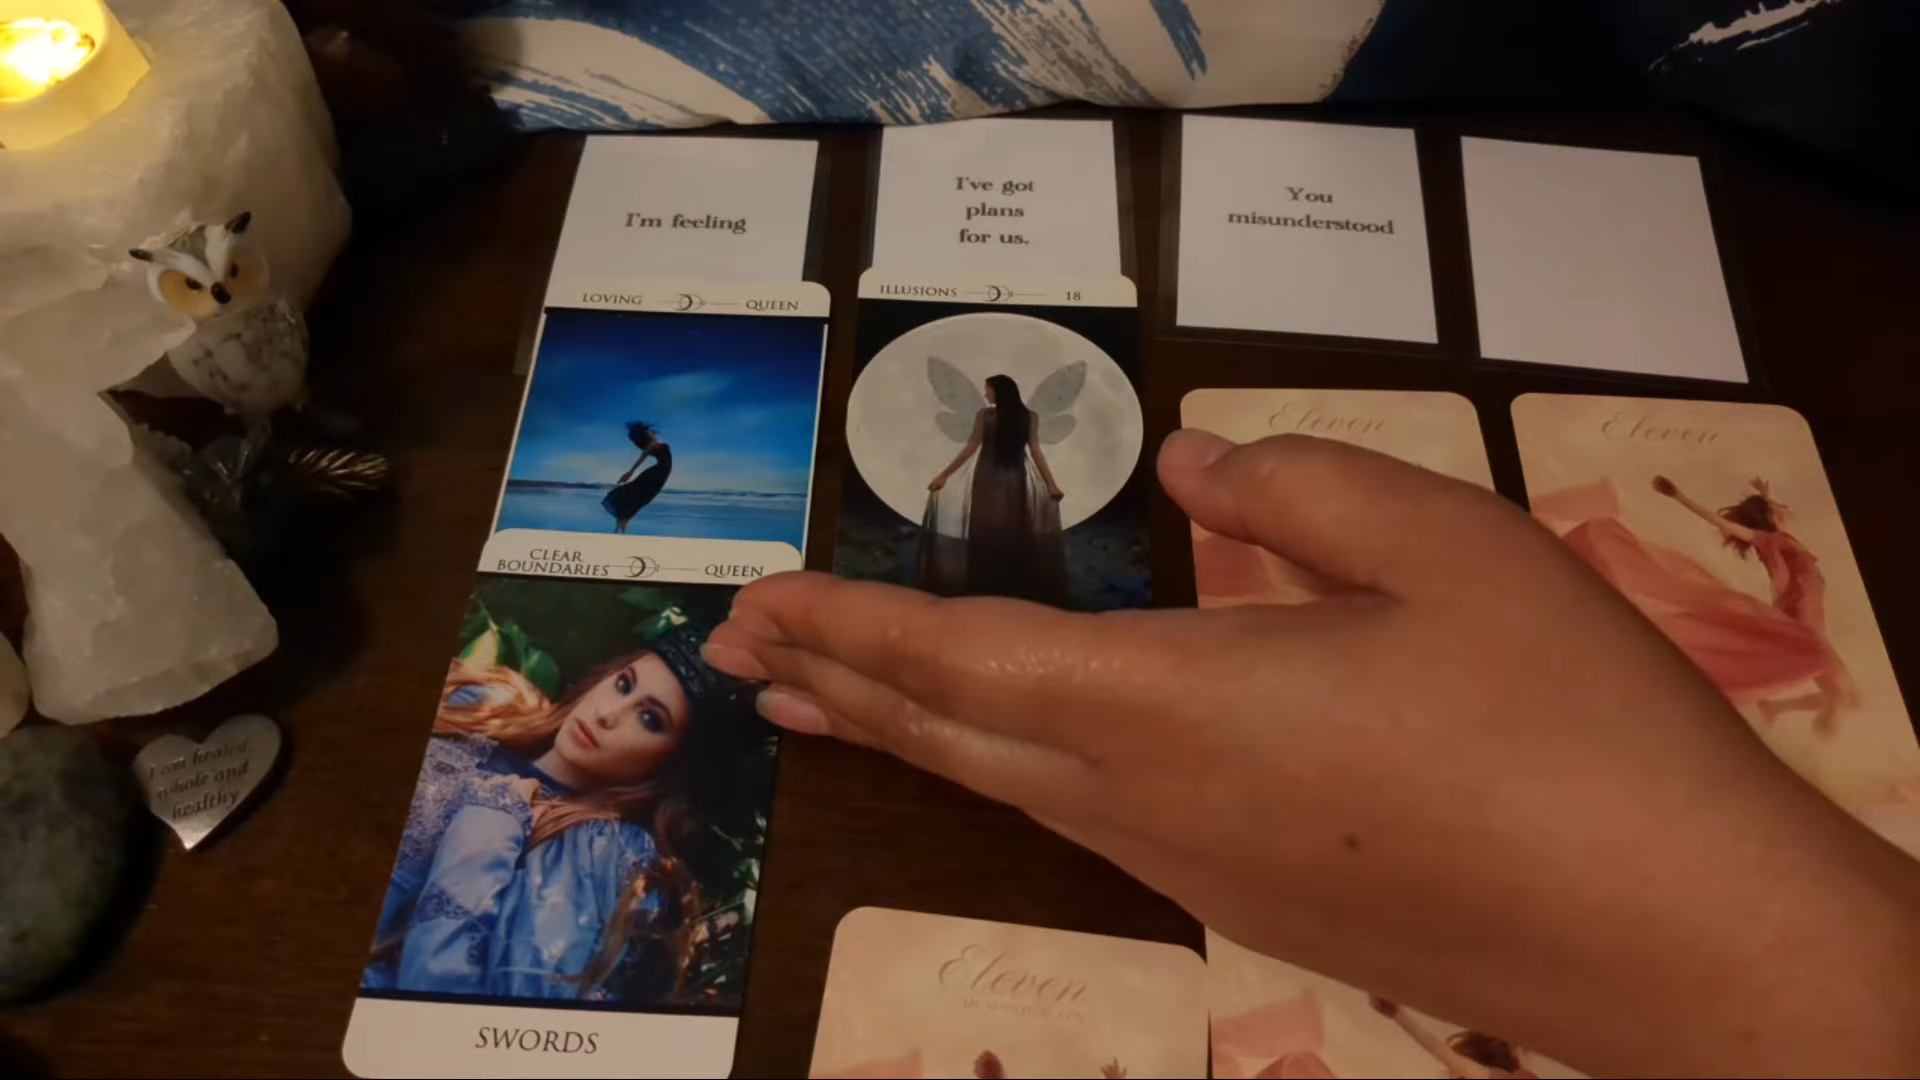 I'm feeling
I've got
plans
for us.
You
misunderstood
LOVING QUEEN
ILLUSIONS 18
Eleven
Eleven
CLEAR
BOUNDARIES QUEEN
I am healed,
whole and
healthy
Eleven
SWORDS